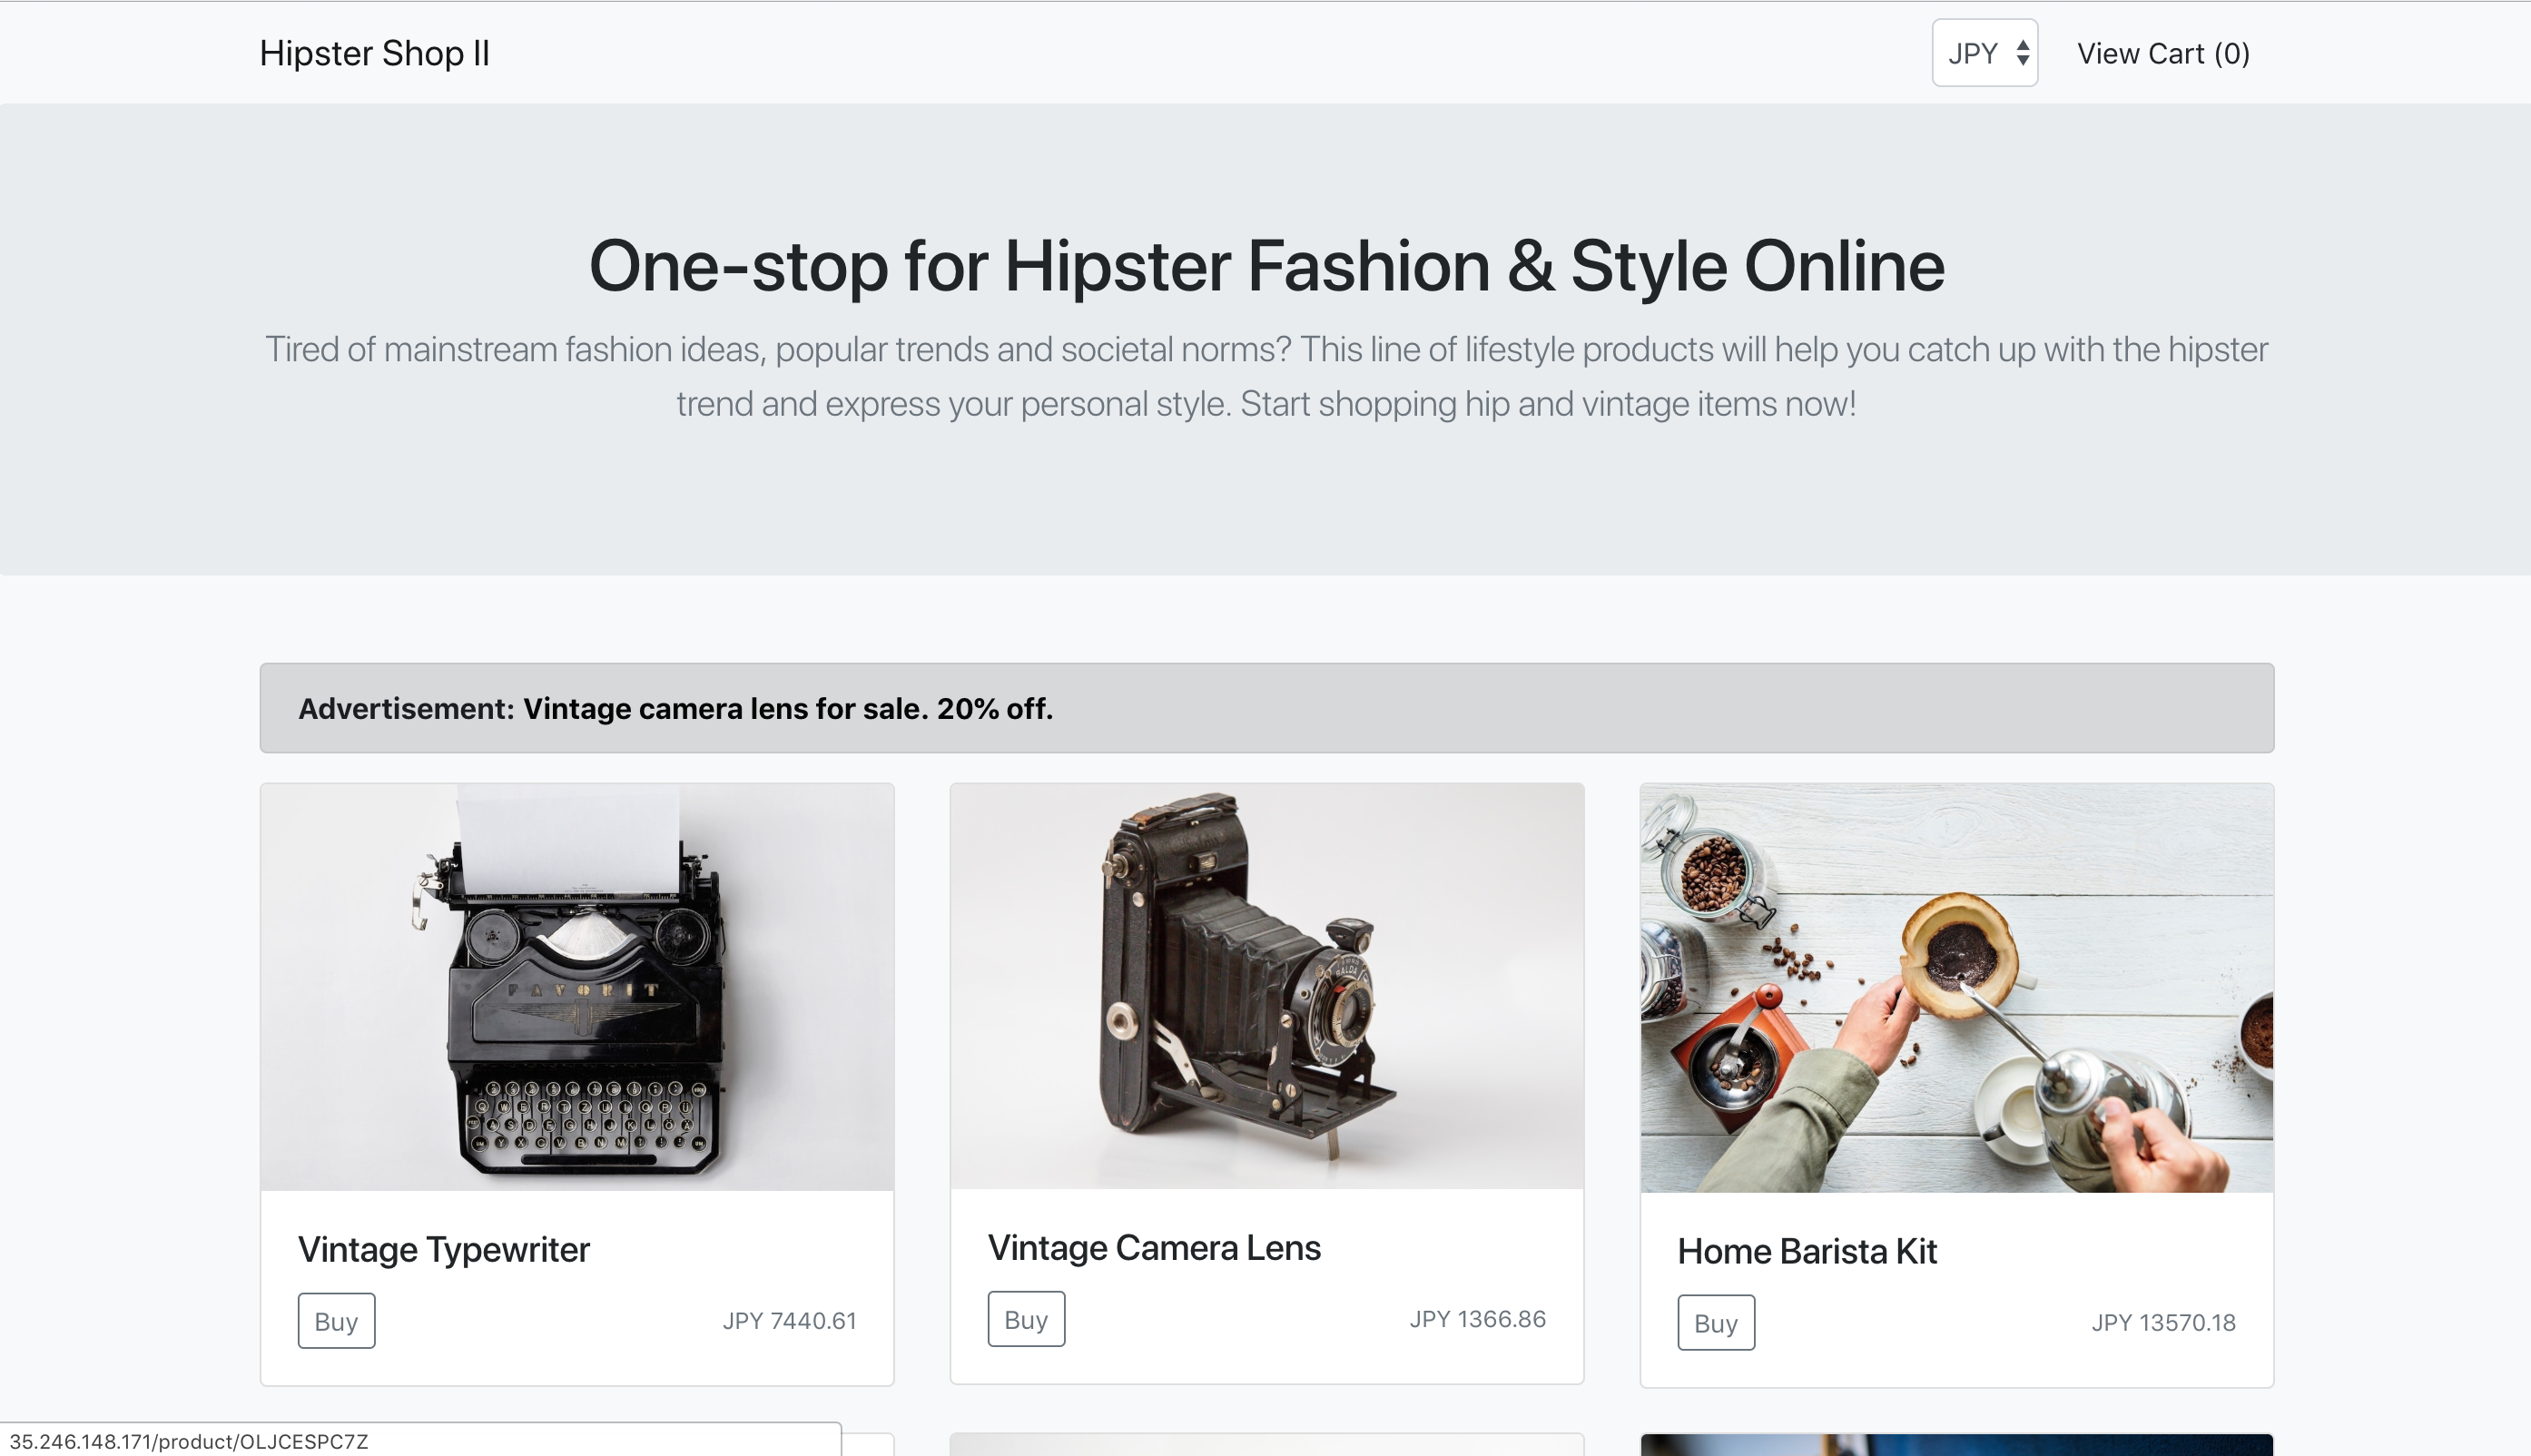 Hipster Shop II
JPY
View Cart (0)
One-stop for Hipster Fashion & Style Online
Tired of mainstream fashion ideas, popular trends and societal norms? This line of lifestyle products will help you catch up with the hipster
trend and express your personal style. Start shopping hip and vintage items now!
Advertisement: Vintage camera lens for sale. 20% off.
FAVORIT
Vintage Typewriter
Buy
JPY 7440.61
Vintage Camera Lens
Buy
JPY 1366.86
Home Barista Kit
Buy
JPY 13570.18
35.246.148.171/product/OLJCESPC7Z